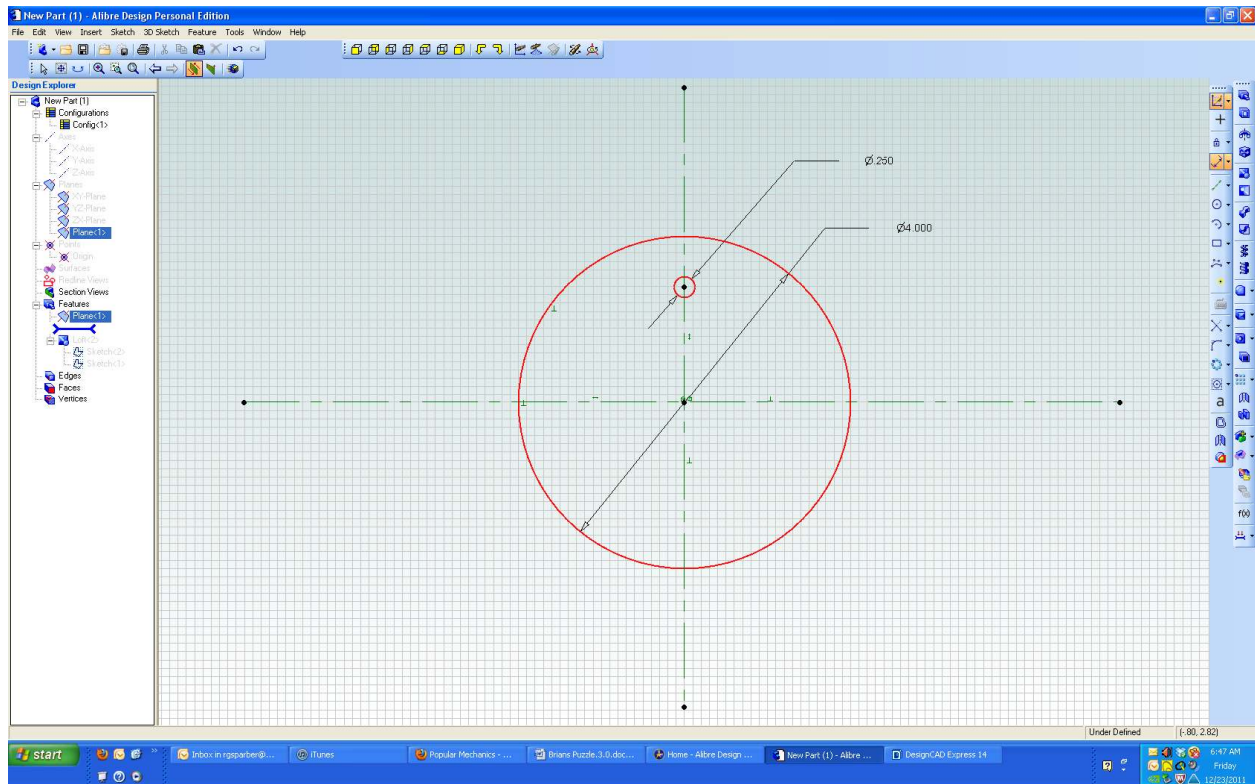 New Part (1) - Alibre Design Personal Edition
File Edit View Insert Sketch 3D Sketch Feature Tools Window Help
Design Explorer
New Part (1)
Configurations
Config<1>
Axes
X-Axis
Y-Axis
Z-Axis
Planes
XY-Plane
YZ-Plane
ZX-Plane
Plane<1>
Points
Origin
Surfaces
Redline Views
Section Views
Features
Plane<1>
Loft<2>
Sketch<2>
Sketch<1>
Edges
Faces
Vertices
Ø.250
Ø4.000
a
f(x)
Under Defined (-.80, 2.82)
start
Inbox in rgsparber@...
iTunes
Popular Mechanics - ...
Brians Puzzle.3.0.doc...
Home - Alibre Design ...
New Part (1) - Alibre ...
DesignCAD Express 14
6:47 AM
Friday
12/23/2011